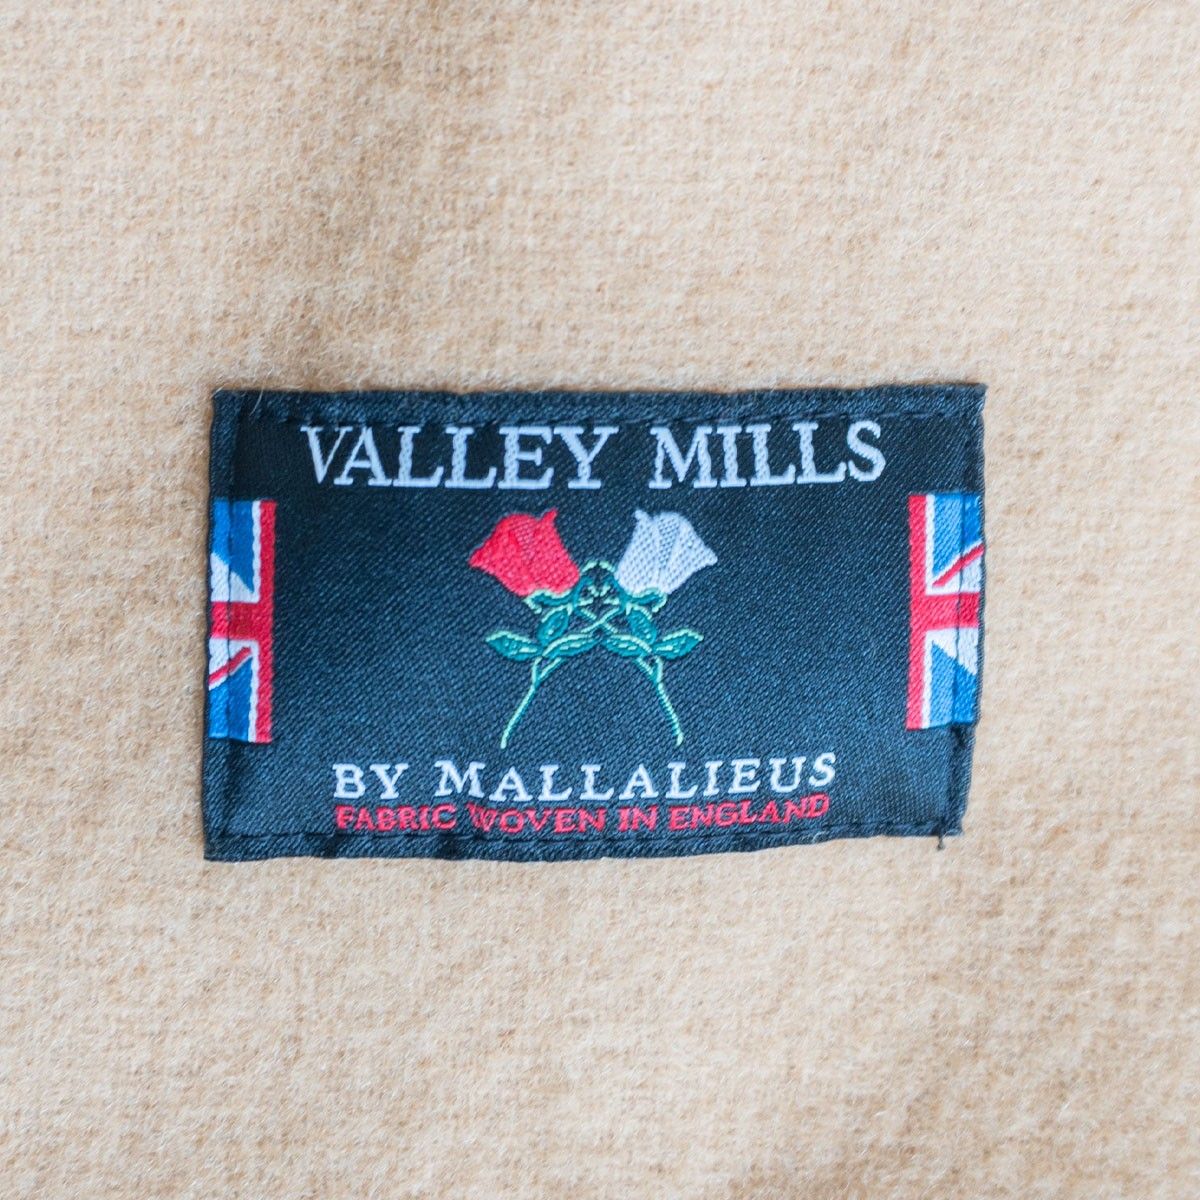 VALLEY MILLS
BY MALLALIEUS
FABRIC WOVEN IN ENGLAND